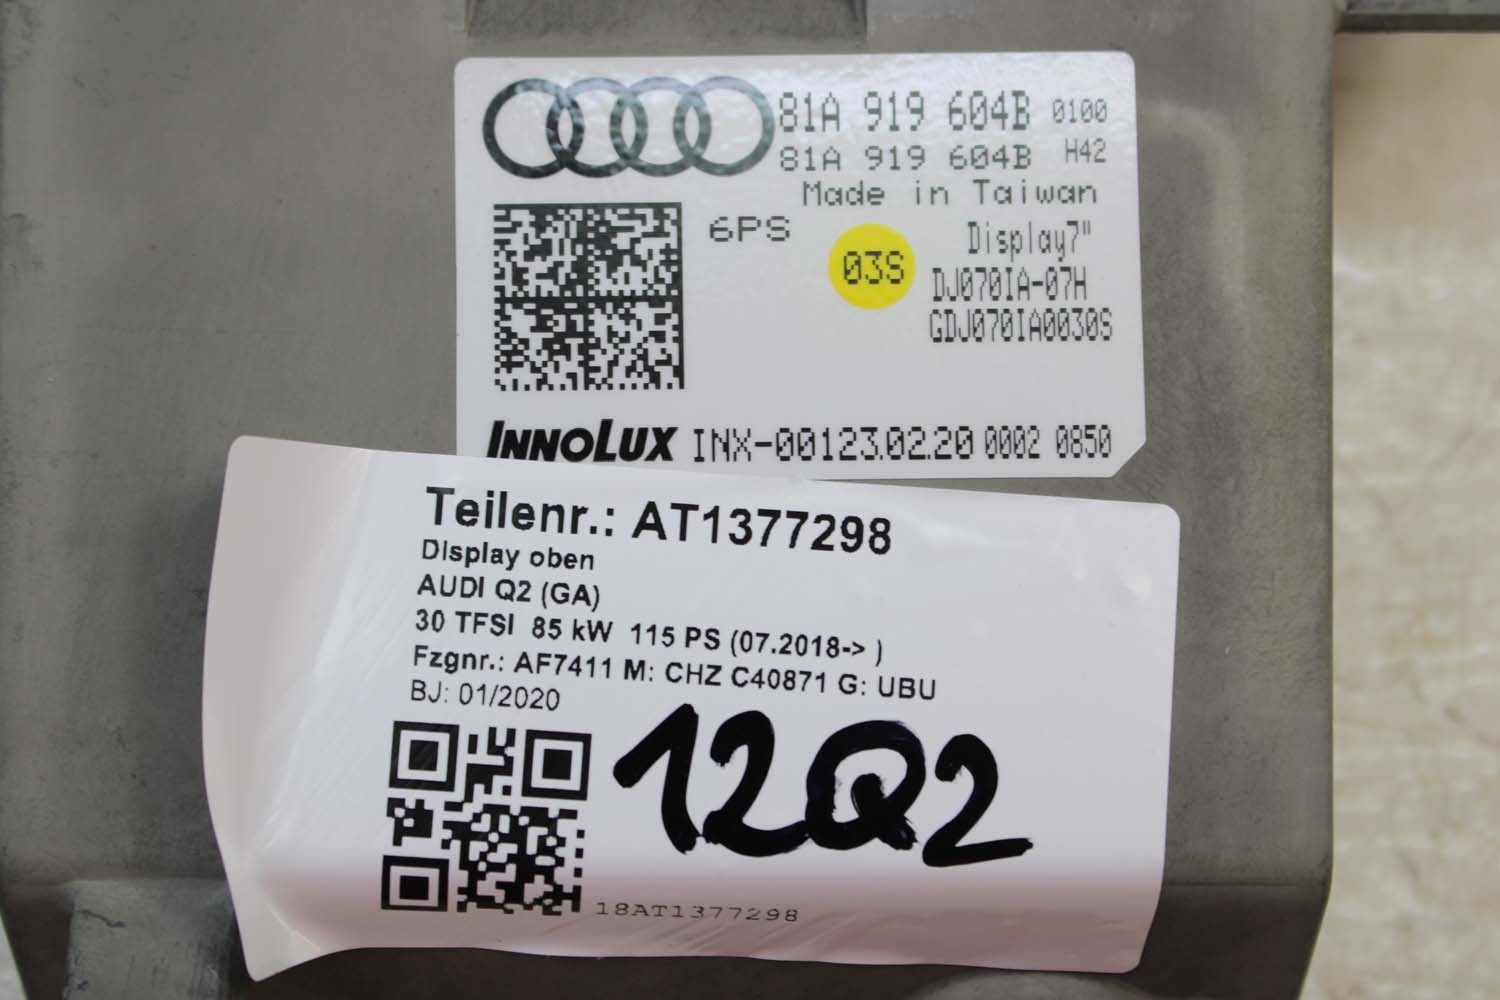 81A 919 604B 0100
81A 919 604B H42
Made in Taiwan
6PS
03S
Display7"
DJ070IA-07H
GDJ070IA0030S
INNOLUX INX-00123.02.20 0002 0850
Teilenr.: AT1377298
Display oben
AUDI Q2 (GA)
30 TFSI 85 kW 115 PS (07.2018-> )
Fzgnr.: AF7411 M: CHZ C40871 G: UBU
BJ: 01/2020
12Q2
18AT1377298